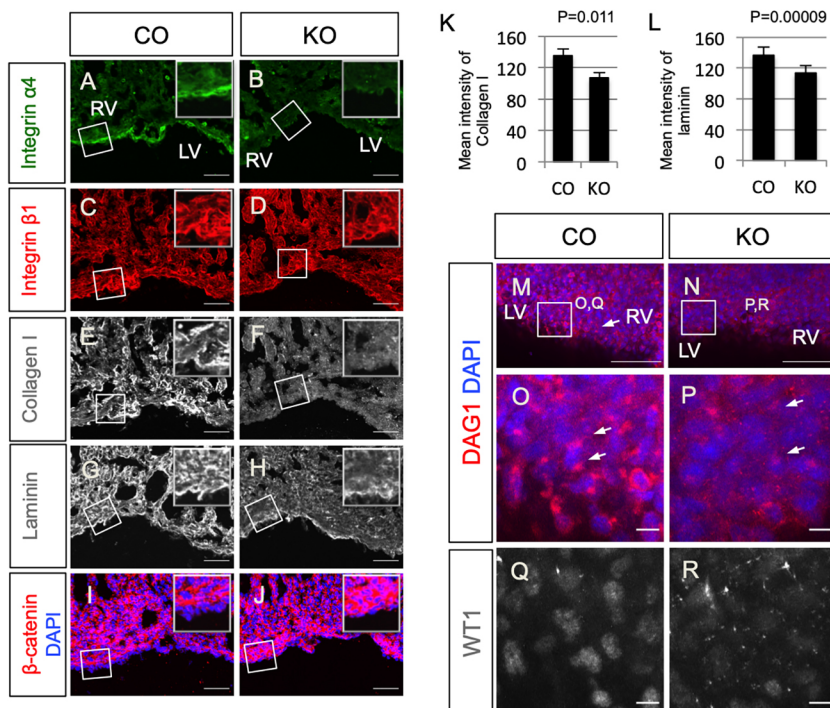 CO
KO
Integrin α4
A
RV
LV
B
RV
LV
Integrin β1
C
D
Collagen I
E
F
Laminin
G
H
β-catenin
DAPI
I
J
K
P=0.011
Mean intensity of
Collagen I
160
120
80
40
0
CO
KO
L
P=0.00009
Mean intensity of
laminin
160
120
80
40
0
CO
KO
CO
KO
DAG1 DAPI
M
LV
O,Q
RV
N
P,R
LV
RV
O
P
WT1
Q
R